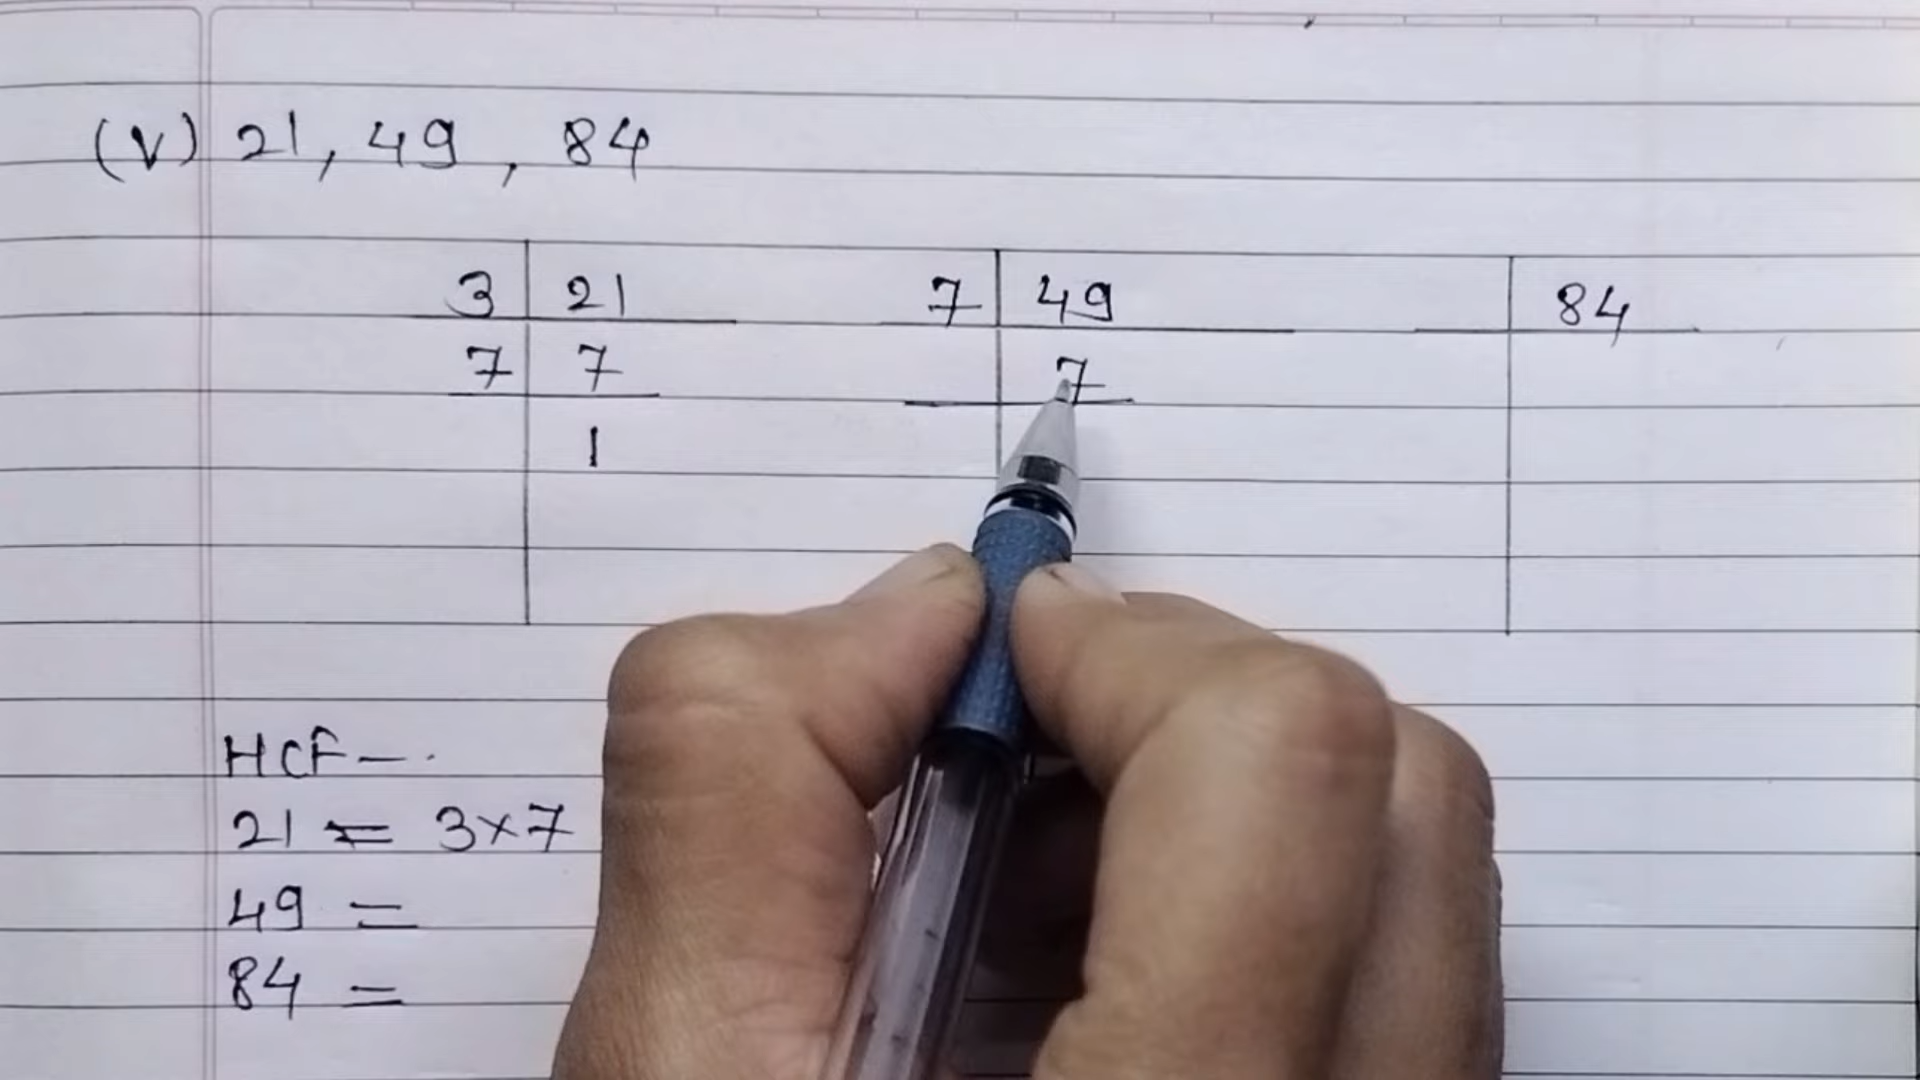 (V) 21, 49, 84
3 21 7 49 84
7 7 7
1
HCF -
21 = 3×7
49 =
84 =